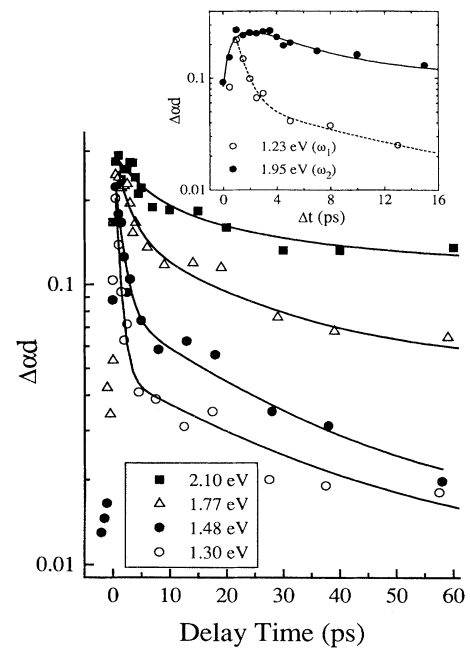 0.1
0.01
Δαd
1.23 eV (ω1)
1.95 eV (ω2)
0 4 8 12 16
Δt (ps)
0.1
0.01
Δαd
2.10 eV
1.77 eV
1.48 eV
1.30 eV
0 10 20 30 40 50 60
Delay Time (ps)